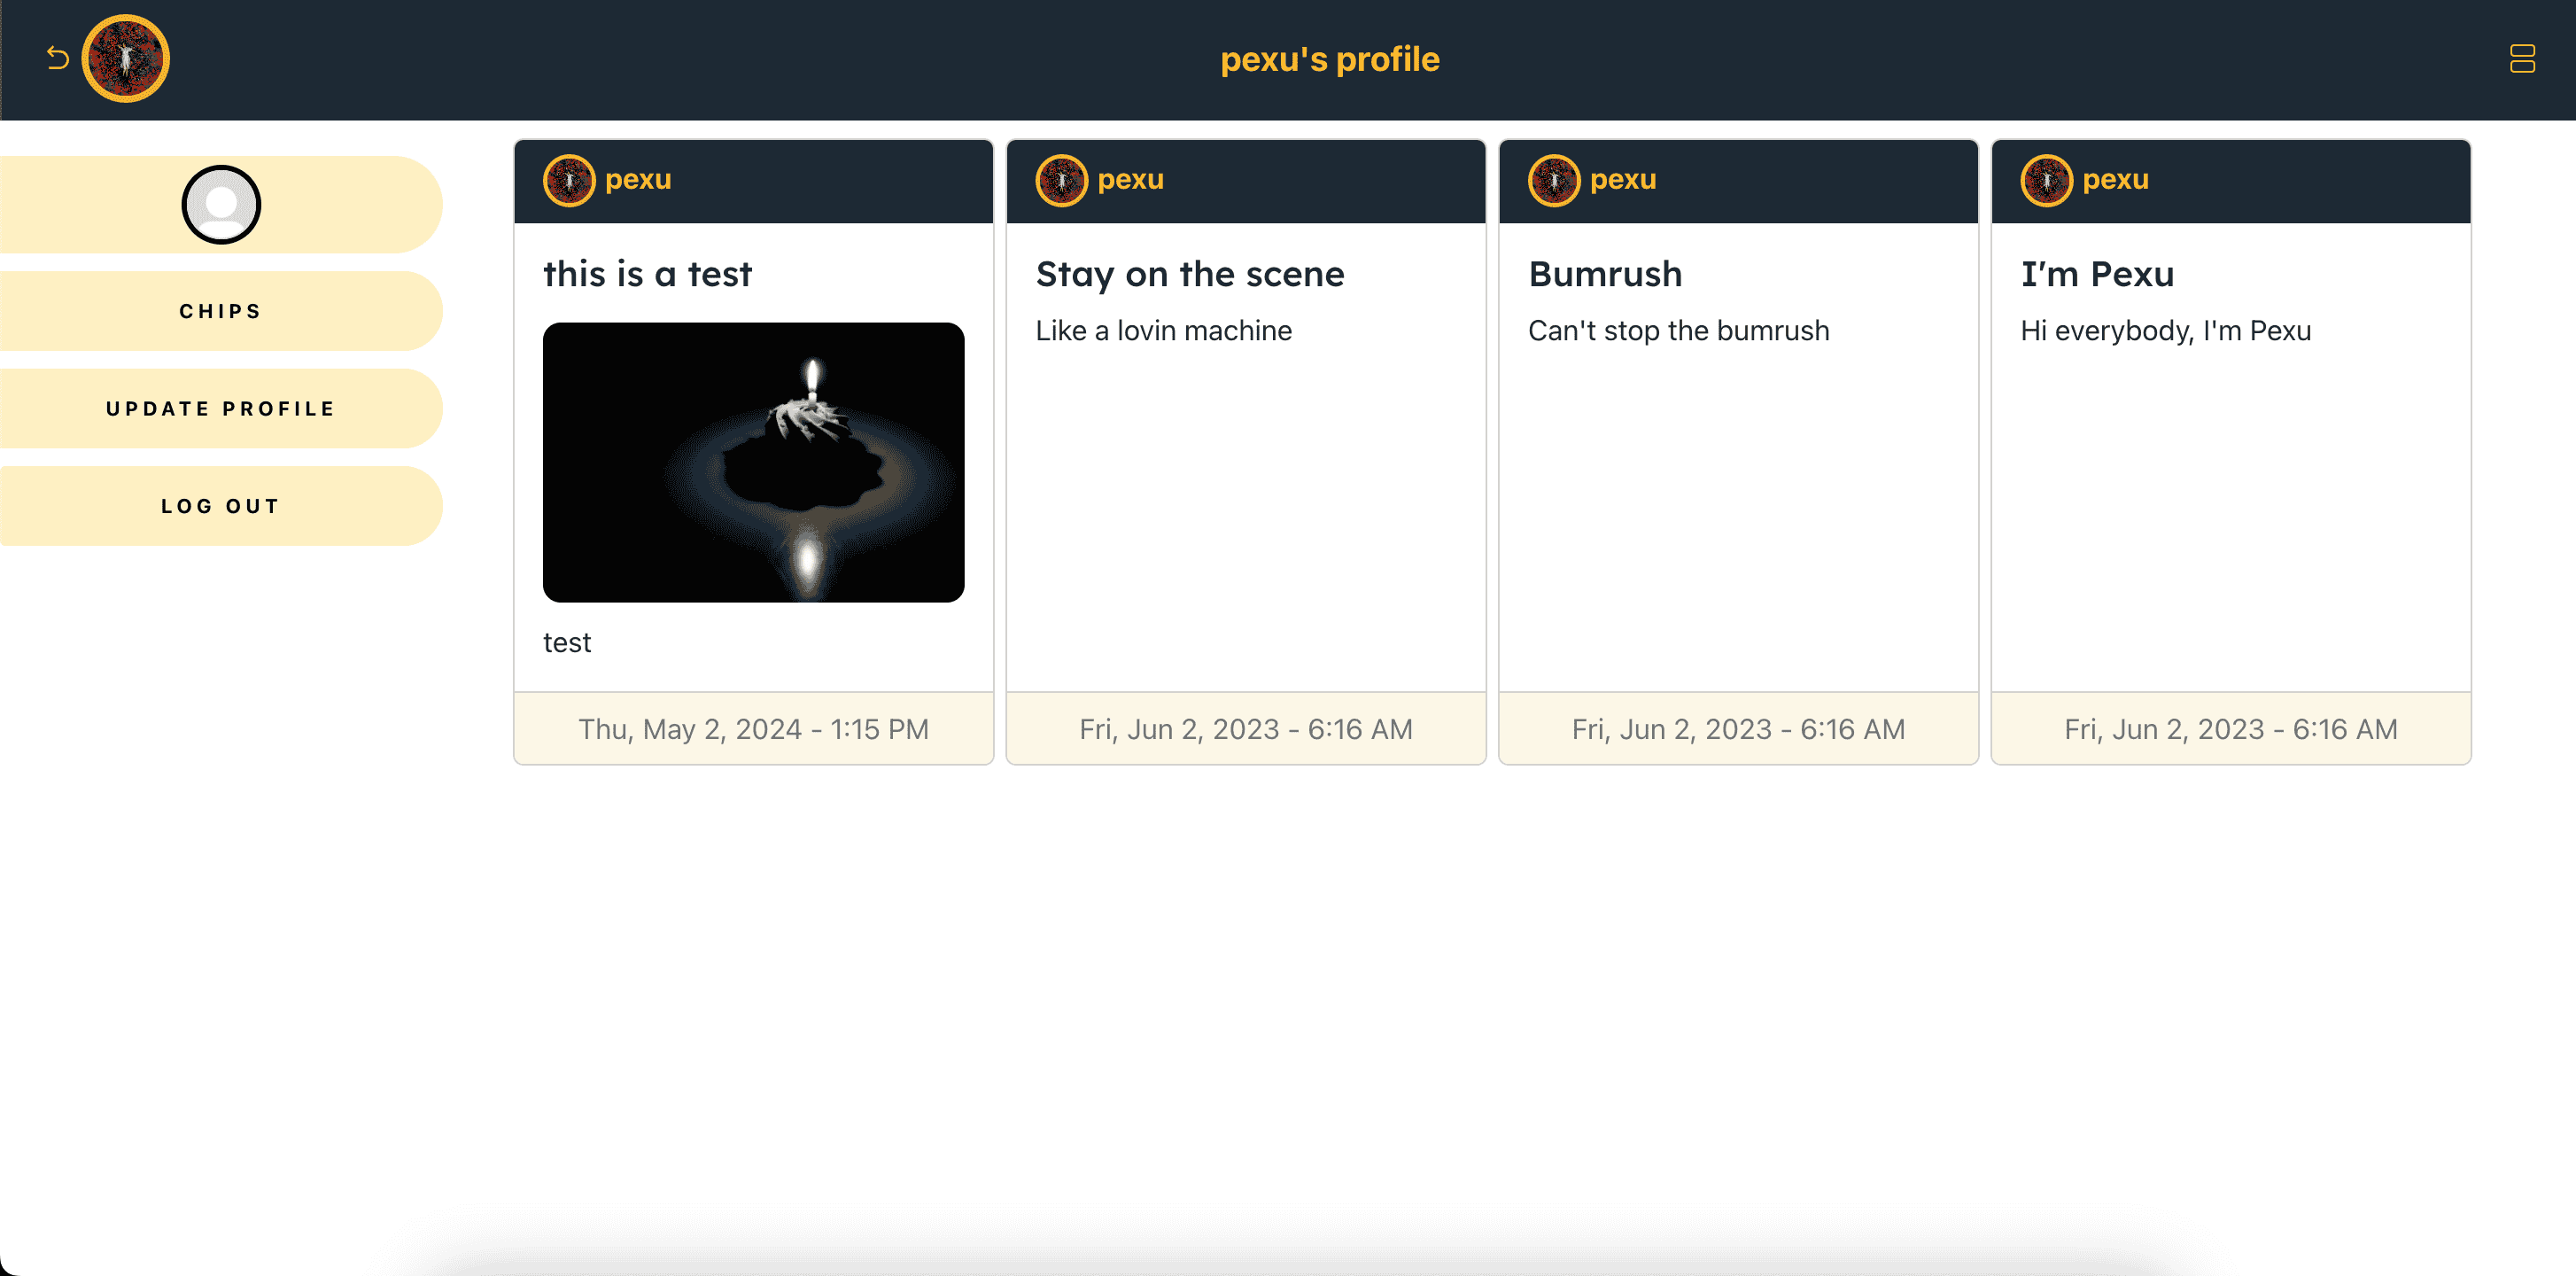 pexu's profile
CHIPS
UPDATE PROFILE
LOG OUT
pexu
this is a test
test
Thu, May 2, 2024 - 1:15 PM
pexu
Stay on the scene
Like a lovin machine
Fri, Jun 2, 2023 - 6:16 AM
pexu
Bumrush
Can't stop the bumrush
Fri, Jun 2, 2023 - 6:16 AM
pexu
I'm Pexu
Hi everybody, I'm Pexu
Fri, Jun 2, 2023 - 6:16 AM